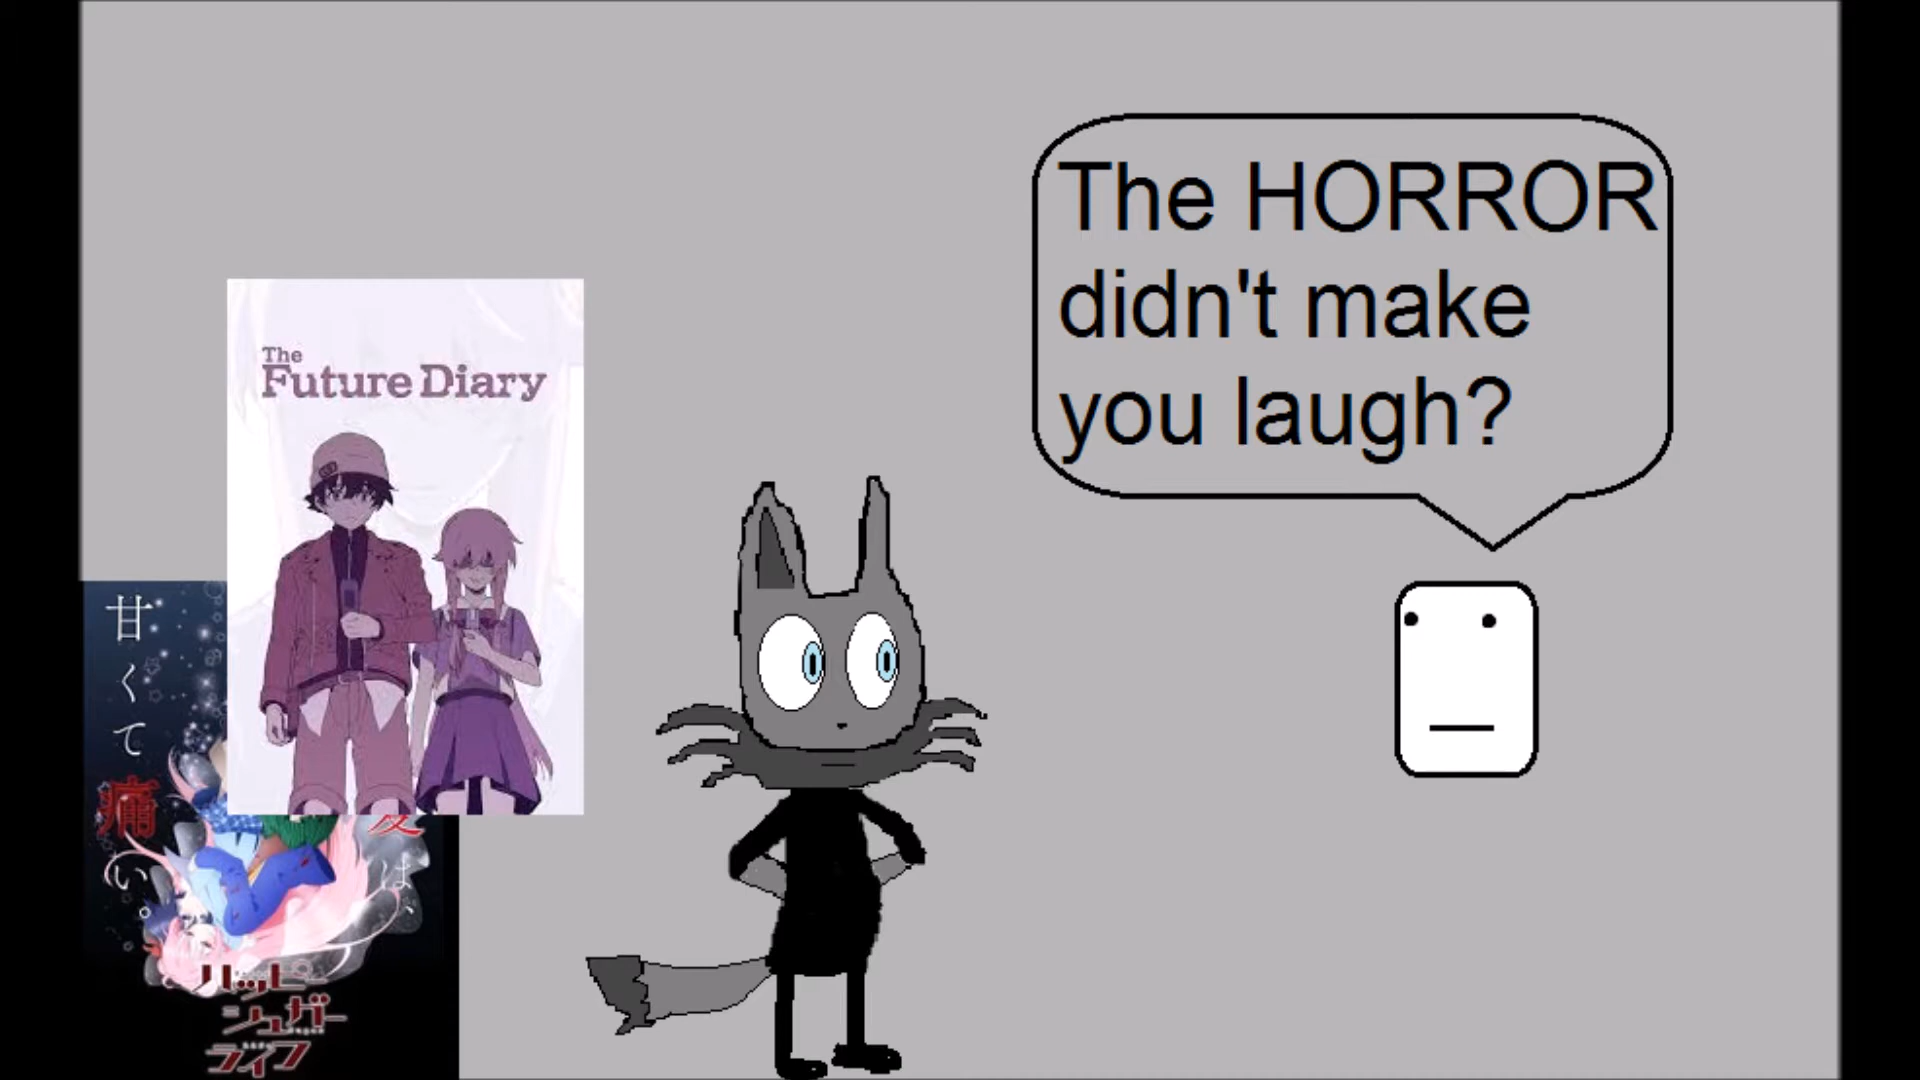 The HORROR
didn't make
you laugh?
The
Future Diary
甘くて
痛い。
は、
ハッピー
シュガー
ライフ